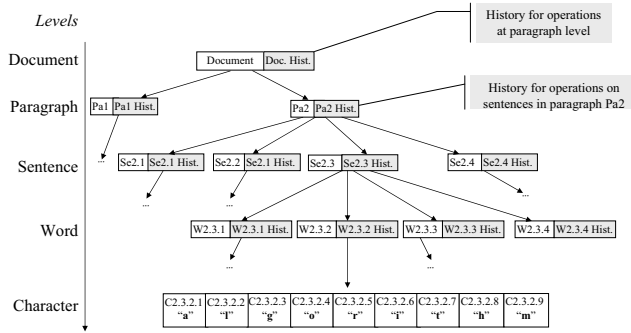 Levels
History for operations
at paragraph level
Document
Document Doc. Hist.
Paragraph
Pa1 Pa1 Hist.
Pa2 Pa2 Hist.
History for operations on
sentences in paragraph Pa2
...
Sentence
Se2.1 Se2.1 Hist.
Se2.2 Se2.1 Hist.
Se2.3 Se2.3 Hist.
Se2.4 Se2.4 Hist.
...
...
...
Word
W2.3.1 W2.3.1 Hist.
W2.3.2 W2.3.2 Hist.
W2.3.3 W2.3.3 Hist.
W2.3.4 W2.3.4 Hist.
...
...
Character
C2.3.2.1 C2.3.2.2 C2.3.2.3 C2.3.2.4 C2.3.2.5 C2.3.2.6 C2.3.2.7 C2.3.2.8 C2.3.2.9
“a” “l” “g” “o” “r” “i” “t” “h” “m”